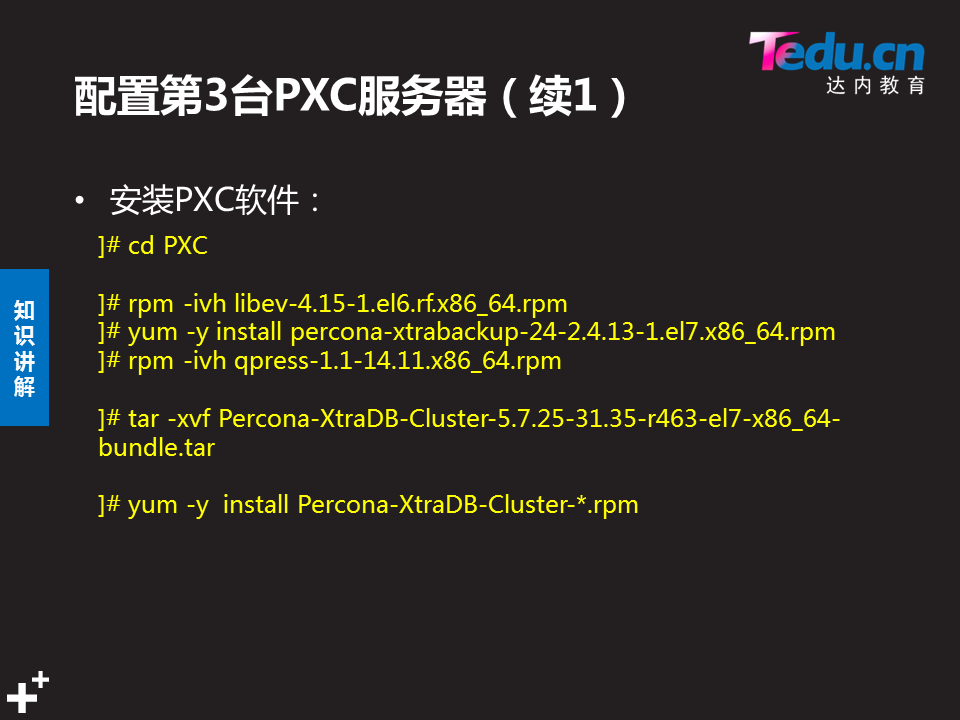 Tedu.cn
达内教育
配置第3台PXC服务器（续1）
• 安装PXC软件：
]# cd PXC
]# rpm -ivh libev-4.15-1.el6.rf.x86_64.rpm
]# yum -y install percona-xtrabackup-24-2.4.13-1.el7.x86_64.rpm
]# rpm -ivh qpress-1.1-14.11.x86_64.rpm
]# tar -xvf Percona-XtraDB-Cluster-5.7.25-31.35-r463-el7-x86_64-
bundle.tar
]# yum -y  install Percona-XtraDB-Cluster-*.rpm
知
识
讲
解